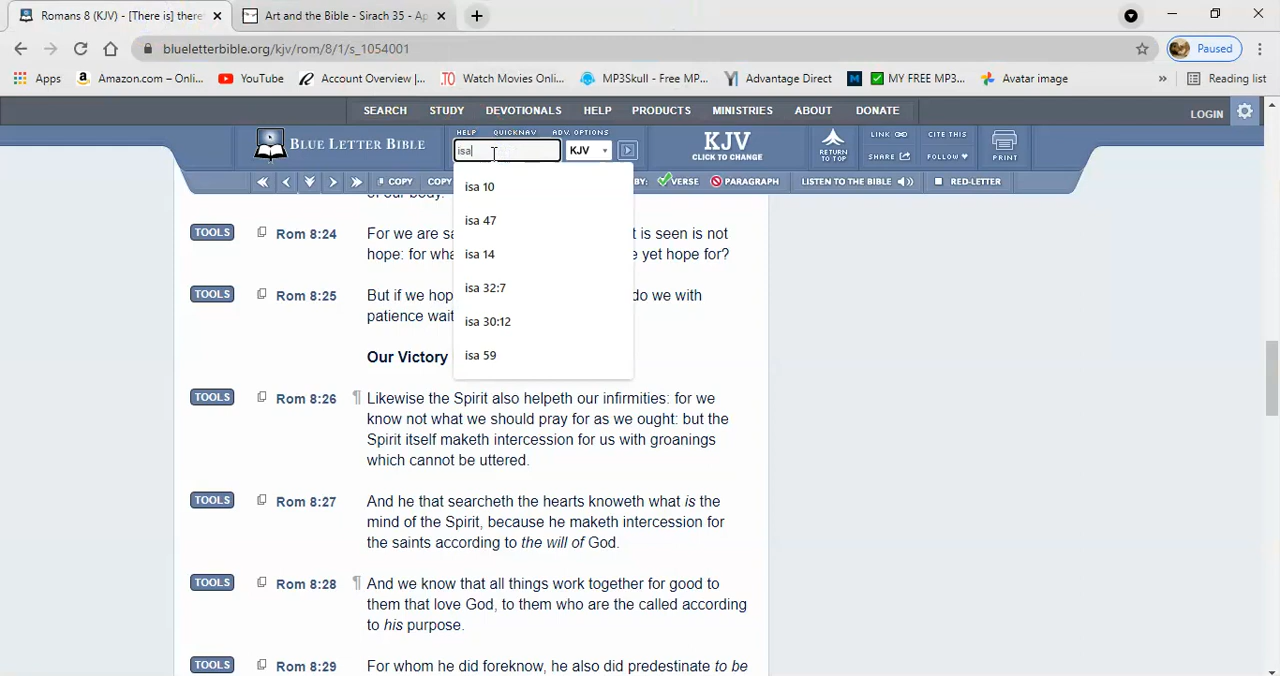 Romans 8 (KJV) - [There is] there
Art and the Bible - Sirach 35 - Ap
blueletterbible.org/kjv/rom/8/1/s_1054001
Paused
Apps
Amazon.com – Onli...
YouTube
Account Overview |...
TO Watch Movies Onlin...
MP3Skull - Free MP...
Advantage Direct
M
MY FREE MP3...
Avatar image
»
Reading list
SEARCH STUDY DEVOTIONALS HELP PRODUCTS MINISTRIES ABOUT DONATE
LOGIN
BLUE LETTER BIBLE
HELP QUICKNAV ADV. OPTIONS
isa
KJV
KJV
CLICK TO CHANGE
RETURN
TO TOP
LINK
SHARE
CITE THIS
FOLLOW
PRINT
COPY COPY
BY: VERSE PARAGRAPH LISTEN TO THE BIBLE RED-LETTER
isa 10
isa 47
isa 14
isa 32:7
isa 30:12
isa 59
of our body.
TOOLS Rom 8:24 For we are sa t is seen is not
hope: for wha e yet hope for?
TOOLS Rom 8:25 But if we hop do we with
patience wait
Our Victory
TOOLS Rom 8:26 ¶ Likewise the Spirit also helpeth our infirmities: for we
know not what we should pray for as we ought: but the
Spirit itself maketh intercession for us with groanings
which cannot be uttered.
TOOLS Rom 8:27 And he that searcheth the hearts knoweth what is the
mind of the Spirit, because he maketh intercession for
the saints according to the will of God.
TOOLS Rom 8:28 ¶ And we know that all things work together for good to
them that love God, to them who are the called according
to his purpose.
TOOLS Rom 8:29 For whom he did foreknow, he also did predestinate to be